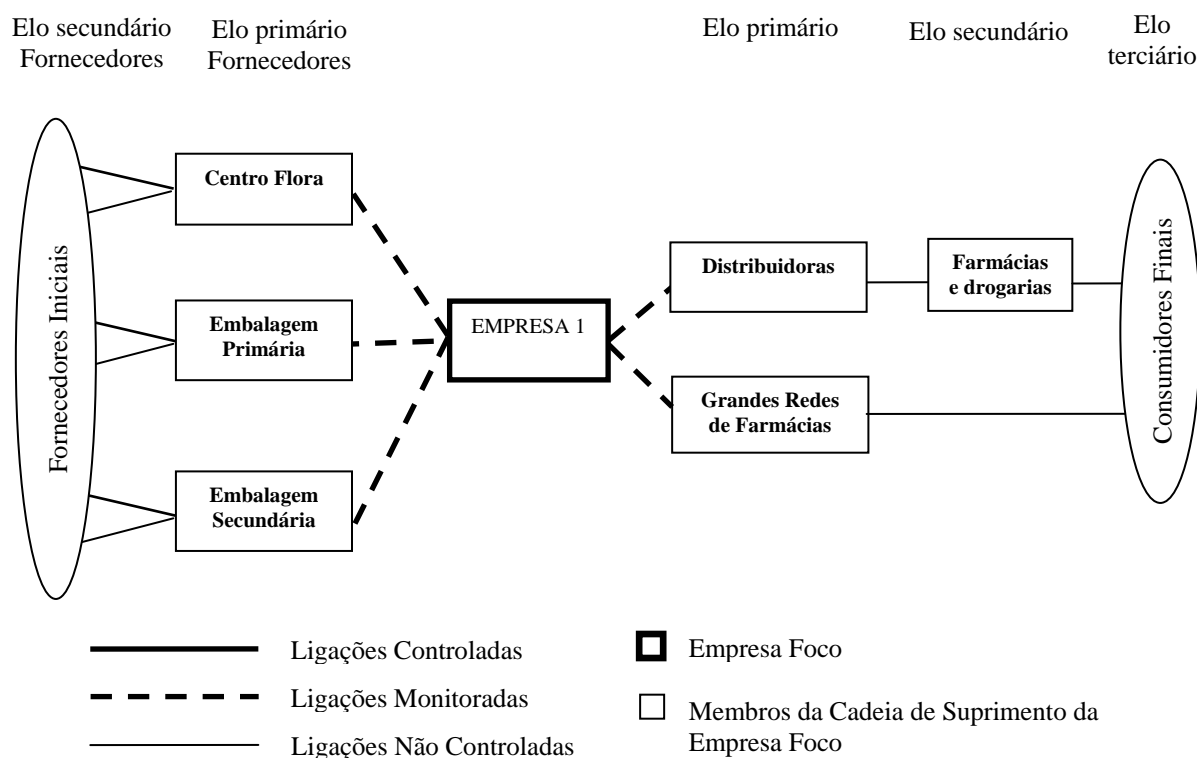 Elo secundário
Fornecedores
Elo primário
Fornecedores
Elo primário
Elo secundário
Elo
terciário
Fornecedores Iniciais
Centro Flora
Embalagem
Primária
Embalagem
Secundária
EMPRESA 1
Distribuidoras
Grandes Redes
de Farmácias
Farmácias
e drogarias
Consumidores Finais
Ligações Controladas
Ligações Monitoradas
Ligações Não Controladas
Empresa Foco
Membros da Cadeia de Suprimento da
Empresa Foco